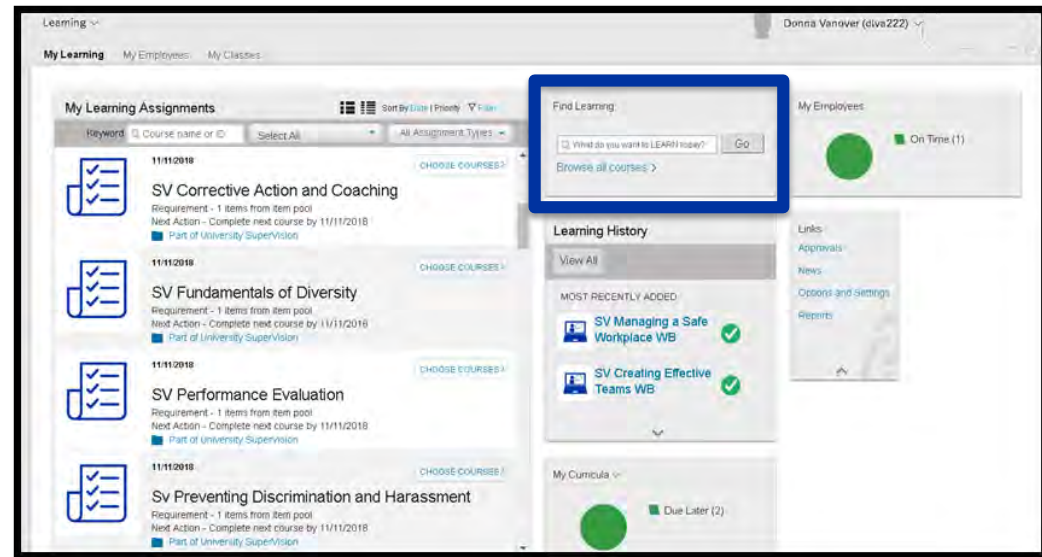 Learning
Donna Vanover (diva222)
My Learning My Employees My Classes
My Learning Assignments
Sort By Date | Priority Filter
Keyword Course name or ID Select All All Assignment Types
11/11/2018
CHOOSE COURSES >
SV Corrective Action and Coaching
Requirement - 1 items from item pool
Next Action - Complete next course by 11/11/2018
Part of University SuperVision
11/11/2018
CHOOSE COURSES >
SV Fundamentals of Diversity
Requirement - 1 items from item pool
Next Action - Complete next course by 11/11/2018
Part of University SuperVision
11/11/2018
CHOOSE COURSES >
SV Performance Evaluation
Requirement - 1 items from item pool
Next Action - Complete next course by 11/11/2018
Part of University SuperVision
11/11/2018
CHOOSE COURSES >
Sv Preventing Discrimination and Harassment
Requirement - 1 items from item pool
Next Action - Complete next course by 11/11/2018
Part of University SuperVision
Find Learning
What do you want to LEARN today? Go
Browse all courses >
Learning History
View All
MOST RECENTLY ADDED
SV Managing a Safe
Workplace WB
SV Creating Effective
Teams WB
My Curricula
Due Later (2)
My Employees
On Time (1)
Links
Approvals
News
Options and Settings
Reports